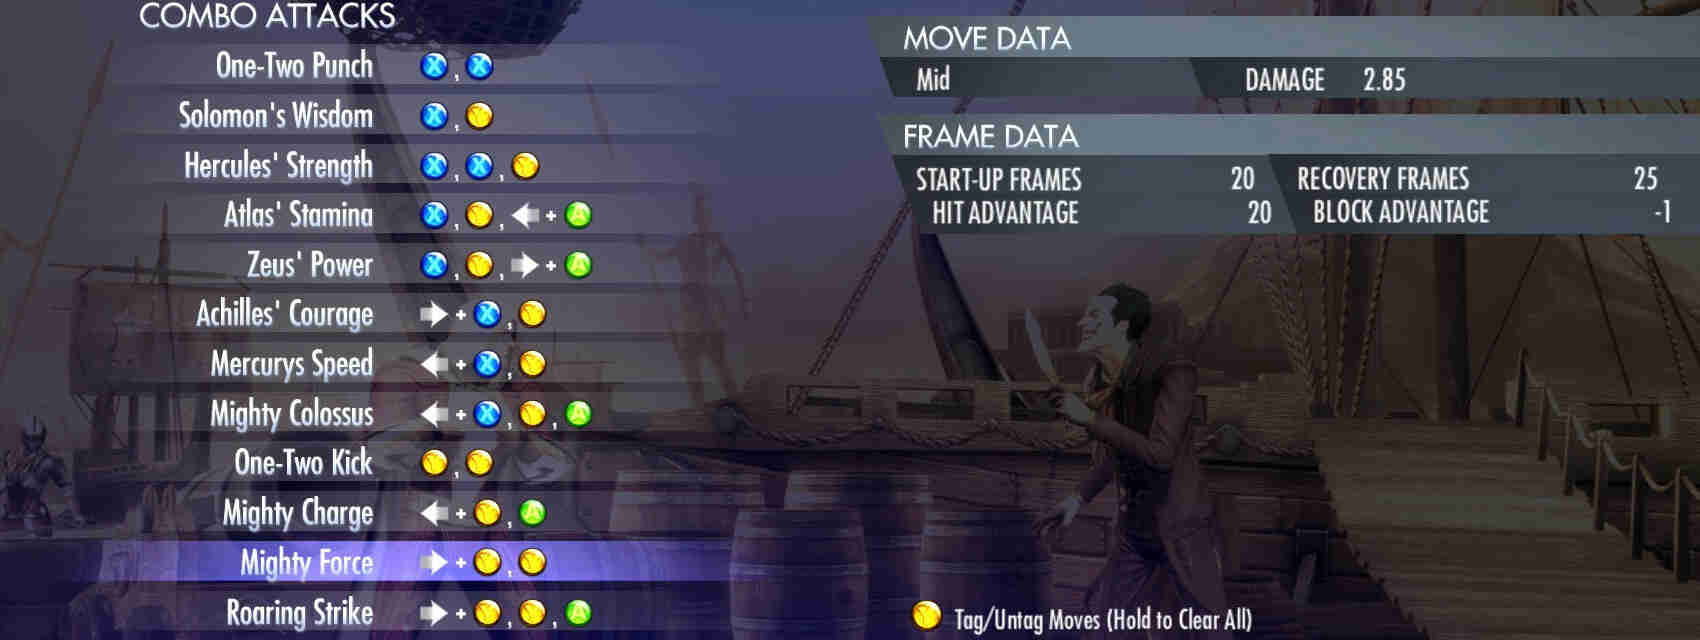 COMBO ATTACKS
One-Two Punch X , X
Solomon's Wisdom X , Y
Hercules' Strength X , X , Y
Atlas' Stamina X , Y , ← + A
Zeus' Power X , Y , → + A
Achilles' Courage → + X , Y
Mercurys Speed ← + X , Y
Mighty Colossus ← + X , Y , A
One-Two Kick Y , Y
Mighty Charge ← + Y , A
Mighty Force → + Y , Y
Roaring Strike → + Y , Y , A
MOVE DATA
Mid DAMAGE 2.85
FRAME DATA
START-UP FRAMES 20 RECOVERY FRAMES 25
HIT ADVANTAGE 20 BLOCK ADVANTAGE -1
Y Tag/Untag Moves (Hold to Clear All)